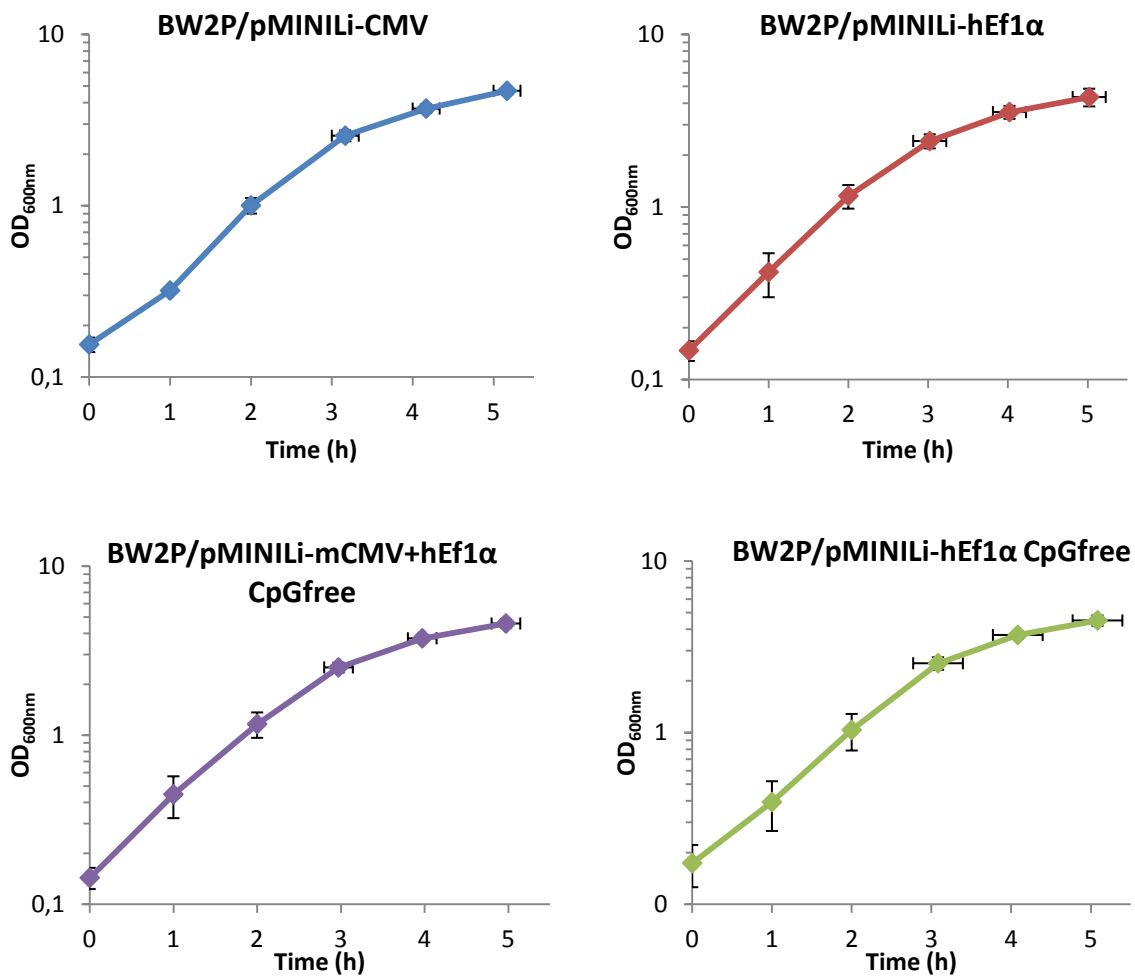 BW2P/pMINILi-CMV
10
1
0,1
OD600nm
0 1 2 3 4 5
Time (h)
BW2P/pMINILi-hEf1α
10
1
0,1
OD600nm
0 1 2 3 4 5
Time (h)
BW2P/pMINILi-mCMV+hEf1α
CpGfree
10
1
0,1
OD600nm
0 1 2 3 4 5
Time (h)
BW2P/pMINILi-hEf1α CpGfree
10
1
0
OD600nm
0 1 2 3 4 5
Time (h)